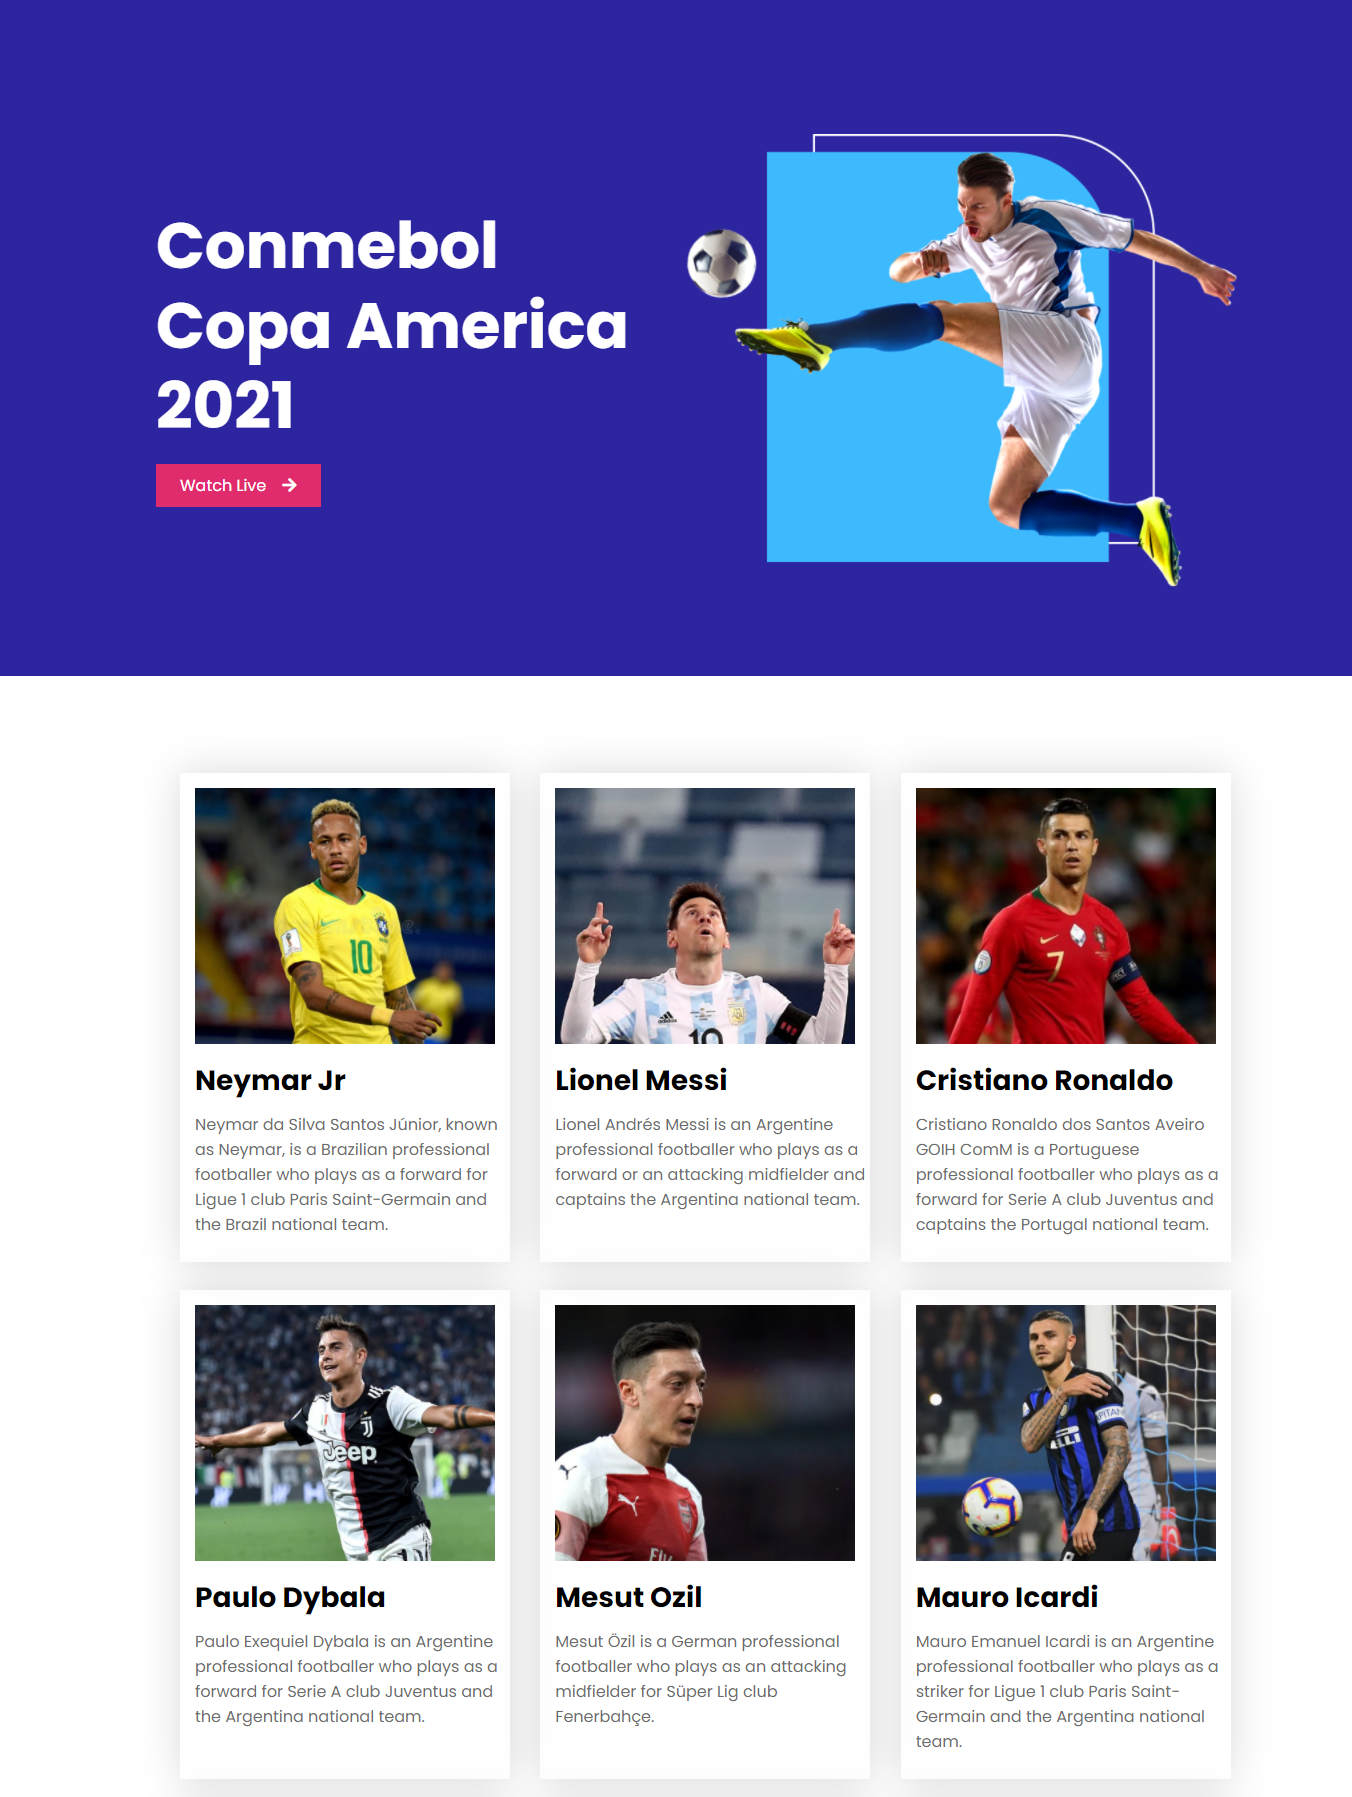 Conmebol
Copa America
2021
Watch Live
10
10
7
Neymar Jr
Lionel Messi
Cristiano Ronaldo
Neymar da Silva Santos Júnior, known
as Neymar, is a Brazilian professional
footballer who plays as a forward for
Ligue 1 club Paris Saint-Germain and
the Brazil national team.
Lionel Andrés Messi is an Argentine
professional footballer who plays as a
forward or an attacking midfielder and
captains the Argentina national team.
Cristiano Ronaldo dos Santos Aveiro
GOIH ComM is a Portuguese
professional footballer who plays as a
forward for Serie A club Juventus and
captains the Portugal national team.
Jeep
Paulo Dybala
Mesut Ozil
Mauro Icardi
Paulo Exequiel Dybala is an Argentine
professional footballer who plays as a
forward for Serie A club Juventus and
the Argentina national team.
Mesut Özil is a German professional
footballer who plays as an attacking
midfielder for Süper Lig club
Fenerbahçe.
Mauro Emanuel Icardi is an Argentine
professional footballer who plays as a
striker for Ligue 1 club Paris Saint-
Germain and the Argentina national
team.